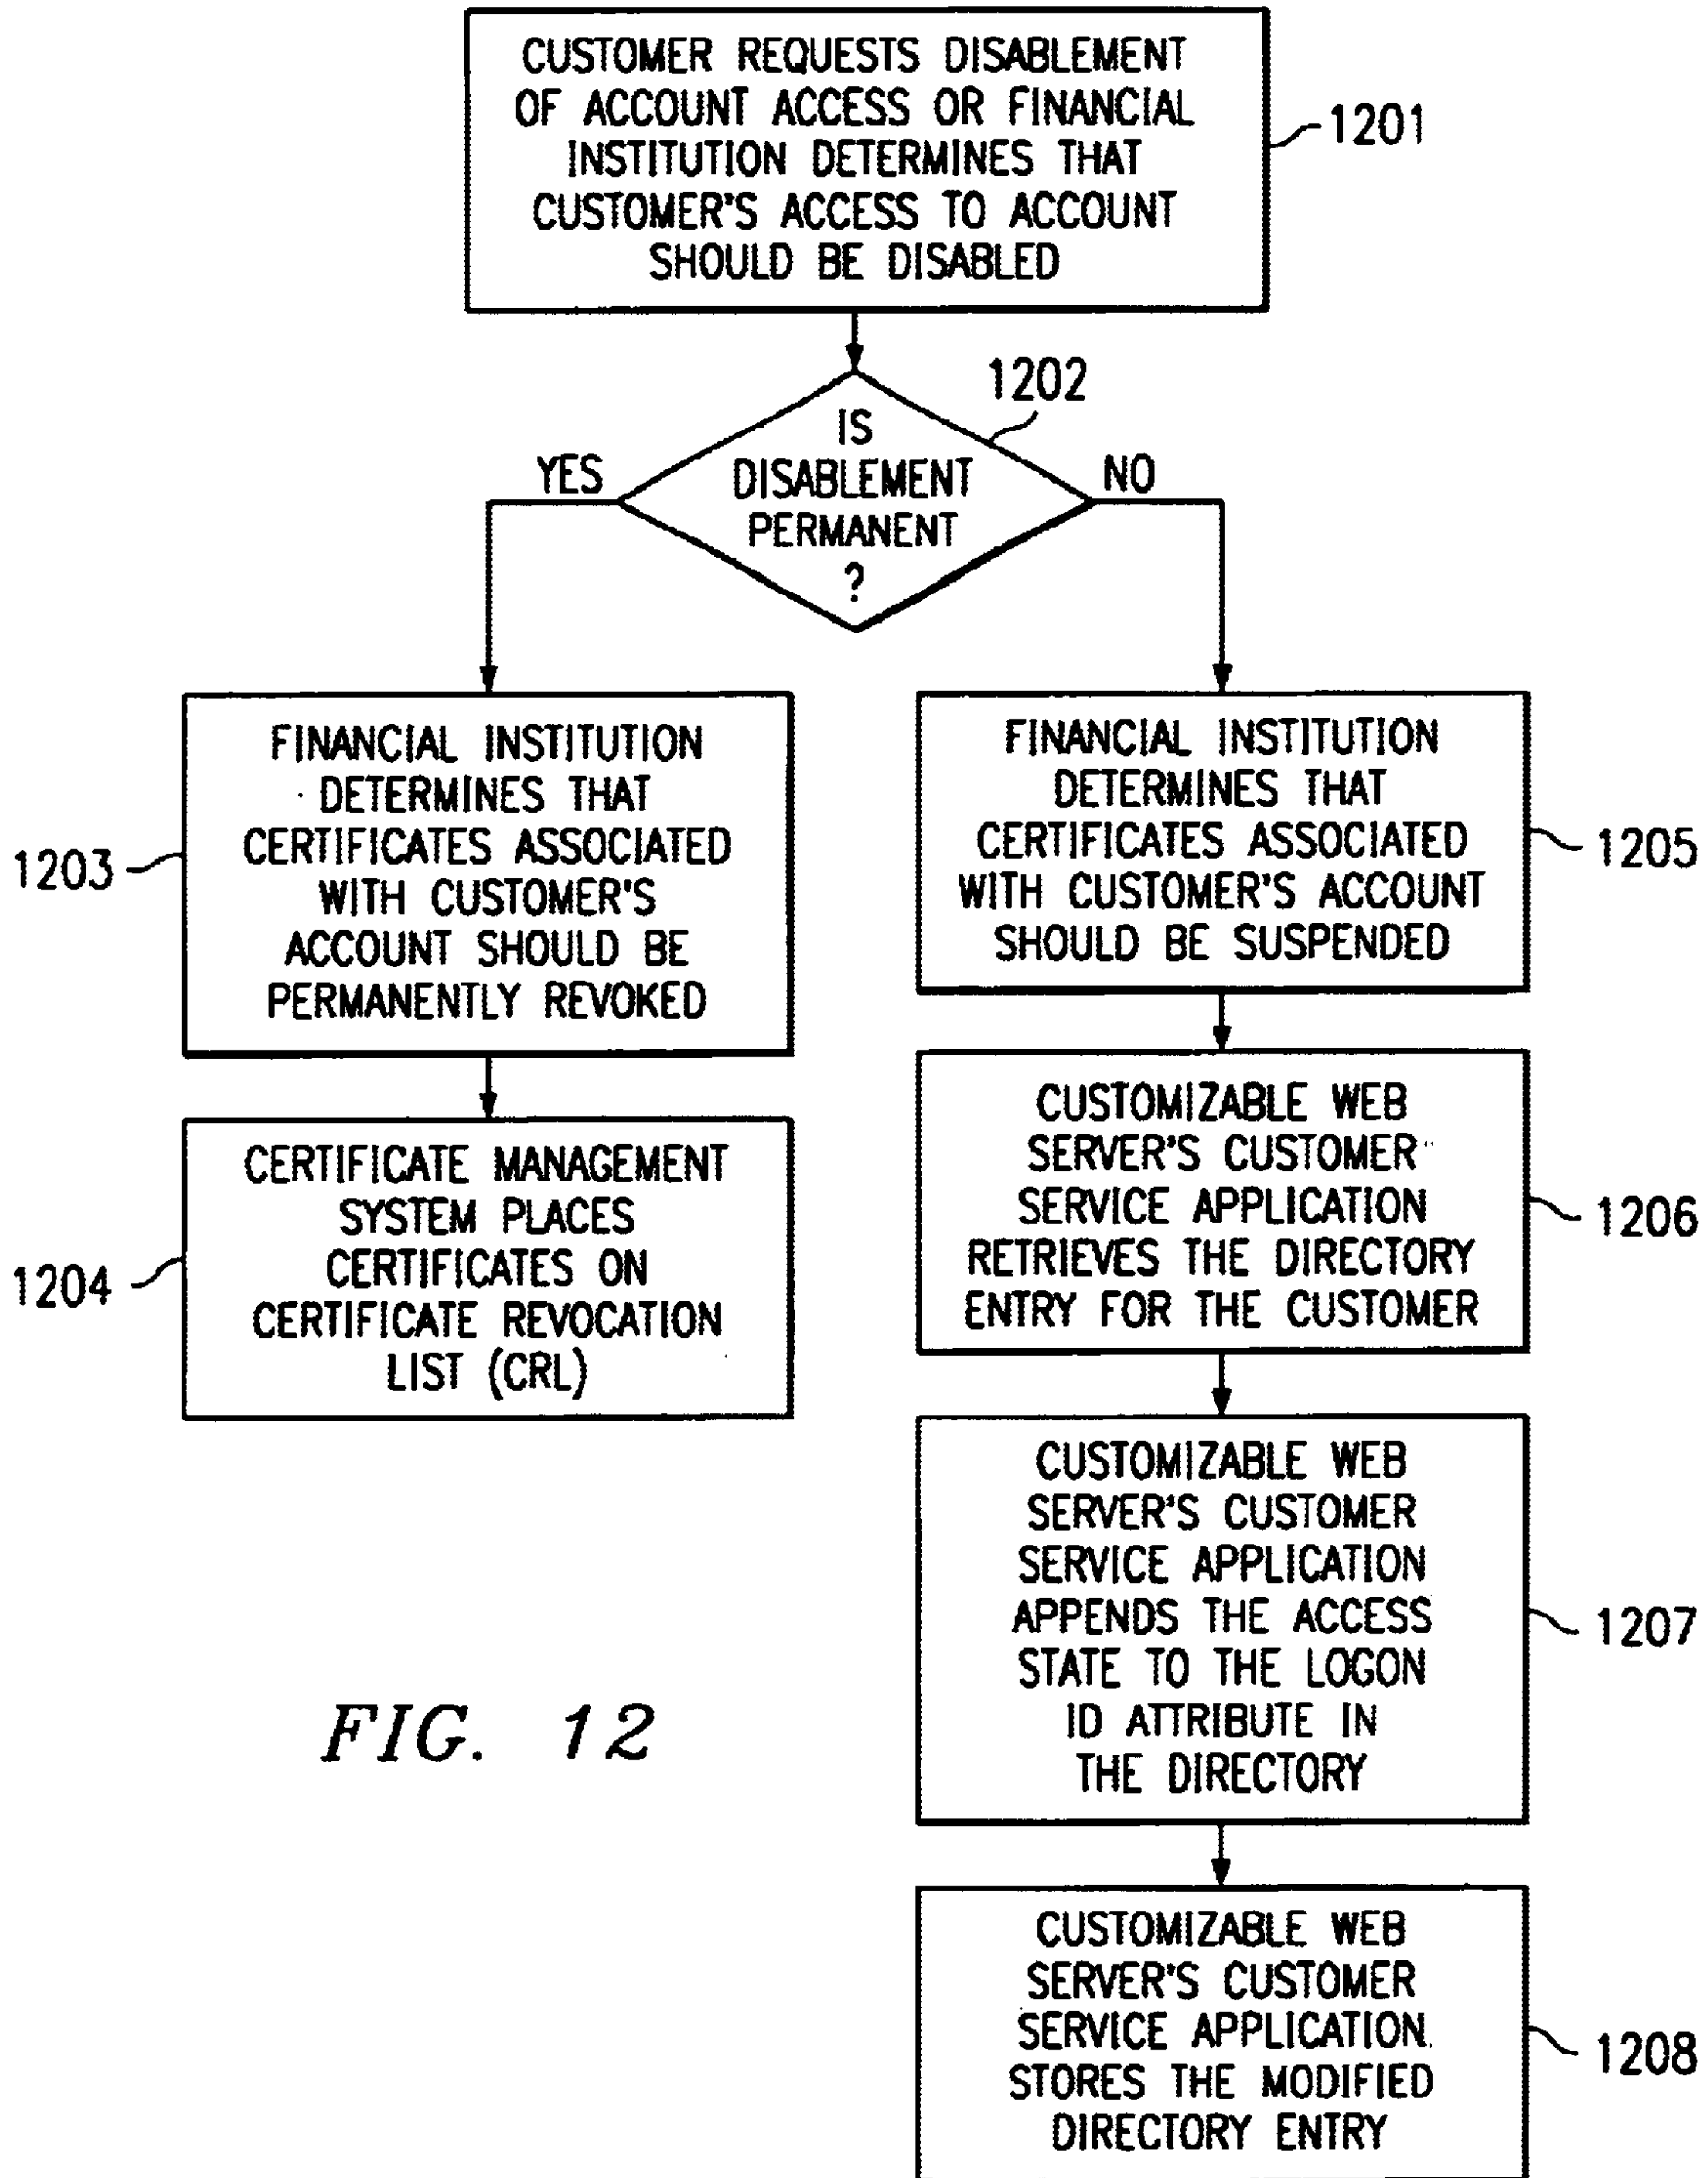 CUSTOMER REQUESTS DISABLEMENT
OF ACCOUNT ACCESS OR FINANCIAL
INSTITUTION DETERMINES THAT
CUSTOMER'S ACCESS TO ACCOUNT
SHOULD BE DISABLED
1201
1202
IS
DISABLEMENT
PERMANENT
?
YES
NO
FINANCIAL INSTITUTION
DETERMINES THAT
CERTIFICATES ASSOCIATED
WITH CUSTOMER'S
ACCOUNT SHOULD BE
PERMANENTLY REVOKED
1203
CERTIFICATE MANAGEMENT
SYSTEM PLACES
CERTIFICATES ON
CERTIFICATE REVOCATION
LIST (CRL)
1204
FINANCIAL INSTITUTION
DETERMINES THAT
CERTIFICATES ASSOCIATED
WITH CUSTOMER'S ACCOUNT
SHOULD BE SUSPENDED
1205
CUSTOMIZABLE WEB
SERVER'S CUSTOMER
SERVICE APPLICATION
RETRIEVES THE DIRECTORY
ENTRY FOR THE CUSTOMER
1206
CUSTOMIZABLE WEB
SERVER'S CUSTOMER
SERVICE APPLICATION
APPENDS THE ACCESS
STATE TO THE LOGON
ID ATTRIBUTE IN
THE DIRECTORY
1207
CUSTOMIZABLE WEB
SERVER'S CUSTOMER
SERVICE APPLICATION
STORES THE MODIFIED
DIRECTORY ENTRY
1208
FIG. 12